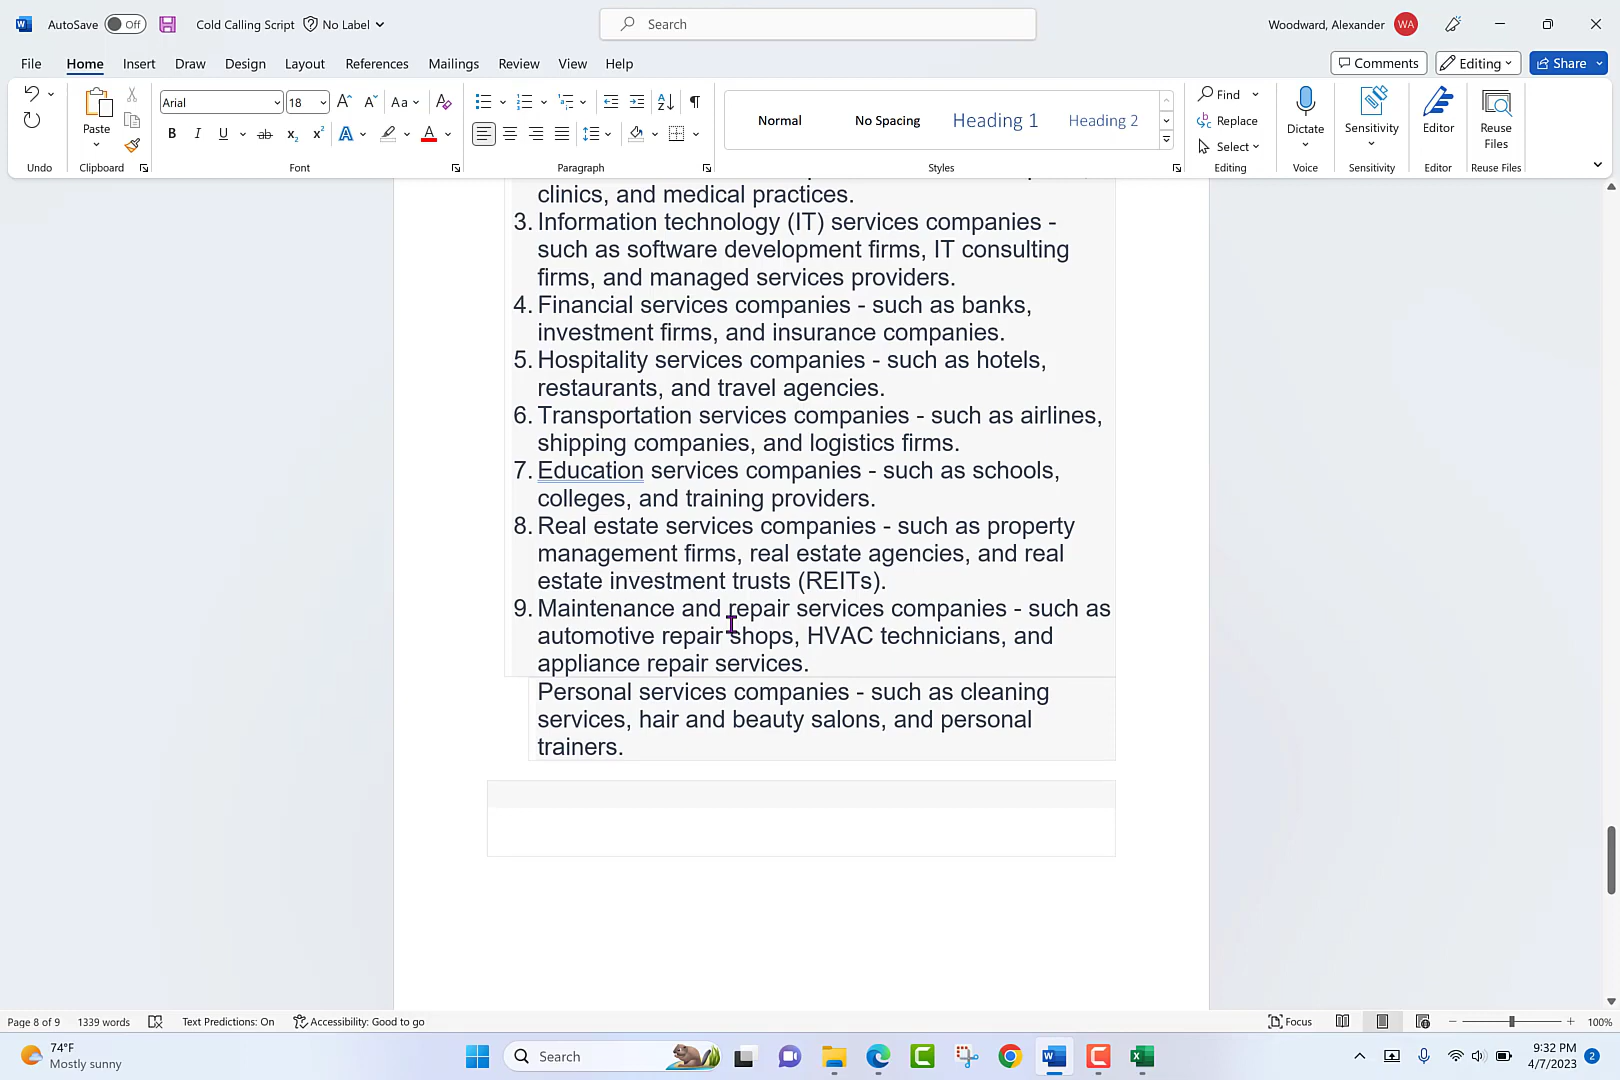 AutoSave Off Cold Calling Script No Label Search Woodward, Alexander WA
File Home Insert Draw Design Layout References Mailings Review View Help Comments Editing Share
Arial 18 Aa
Paste
B I U ab x₂ x² A A
Normal No Spacing Heading 1 Heading 2
Find
Replace
Select
Dictate Sensitivity Editor Reuse Files
Undo Clipboard Font Paragraph Styles Editing Voice Sensitivity Editor Reuse Files
clinics, and medical practices.
3. Information technology (IT) services companies -
such as software development firms, IT consulting
firms, and managed services providers.
4. Financial services companies - such as banks,
investment firms, and insurance companies.
5. Hospitality services companies - such as hotels,
restaurants, and travel agencies.
6. Transportation services companies - such as airlines,
shipping companies, and logistics firms.
7. Education services companies - such as schools,
colleges, and training providers.
8. Real estate services companies - such as property
management firms, real estate agencies, and real
estate investment trusts (REITs).
9. Maintenance and repair services companies - such as
automotive repair shops, HVAC technicians, and
appliance repair services.
Personal services companies - such as cleaning
services, hair and beauty salons, and personal
trainers.
Page 8 of 9 1339 words Text Predictions: On Accessibility: Good to go Focus 100%
74°F
Mostly sunny
Search
9:32 PM
4/7/2023
2